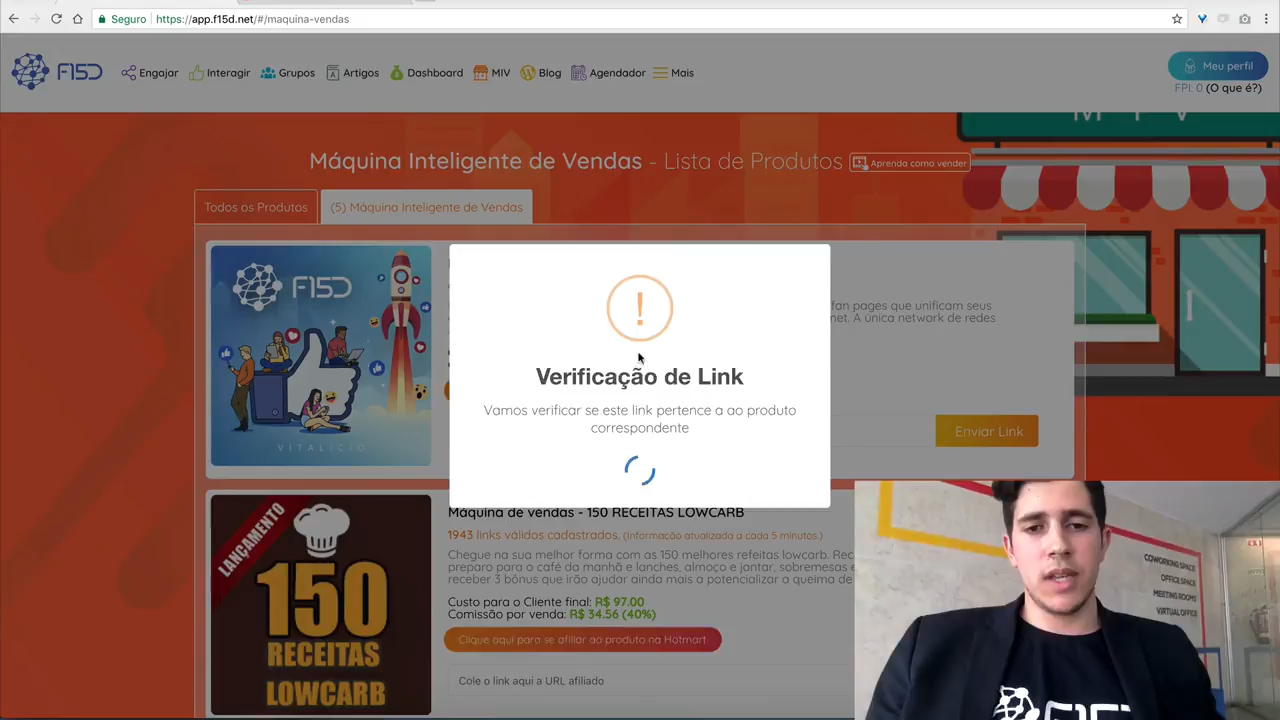 Seguro https://app.f15d.net/#/maquina-vendas
F15D Engajar Interagir Grupos Artigos Dashboard MIV Blog Agendador Mais
Meu perfil
FPI: 0 (O que é?)
M I V
Máquina Inteligente de Vendas - Lista de Produtos Aprenda como vender
Todos os Produtos (5) Máquina Inteligente de Vendas
F15D
VITALÍCIO
fan pages que unificam seus
net. A única network de redes
Enviar Link
!
Verificação de Link
Vamos verificar se este link pertence a ao produto
correspondente
LANÇAMENTO
150
RECEITAS
LOWCARB
Máquina de vendas - 150 RECEITAS LOWCARB
1943 links válidos cadastrados. (Informação atualizada a cada 5 minutos.)
Chegue na sua melhor forma com as 150 melhores refeitas lowcarb. Rec
preparo para o café da manhã e lanches, almoço e jantar, sobremesas e
receber 3 bônus que irão ajudar ainda mais a potencializar a queima de
Custo para o Cliente final: R$ 97.00
Comissão por venda: R$ 34.56 (40%)
Clique aqui para se afiliar ao produto na Hotmart
Cole o link aqui a URL afiliado
COWORKING SPACE
OFFICE SPACE
MEETING ROOMS
VIRTUAL OFFICE
F15D